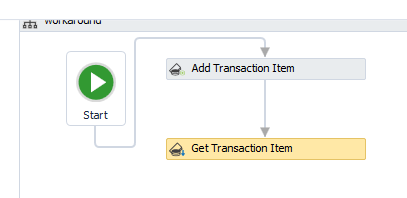 workaround
Start
Add Transaction Item
Get Transaction Item